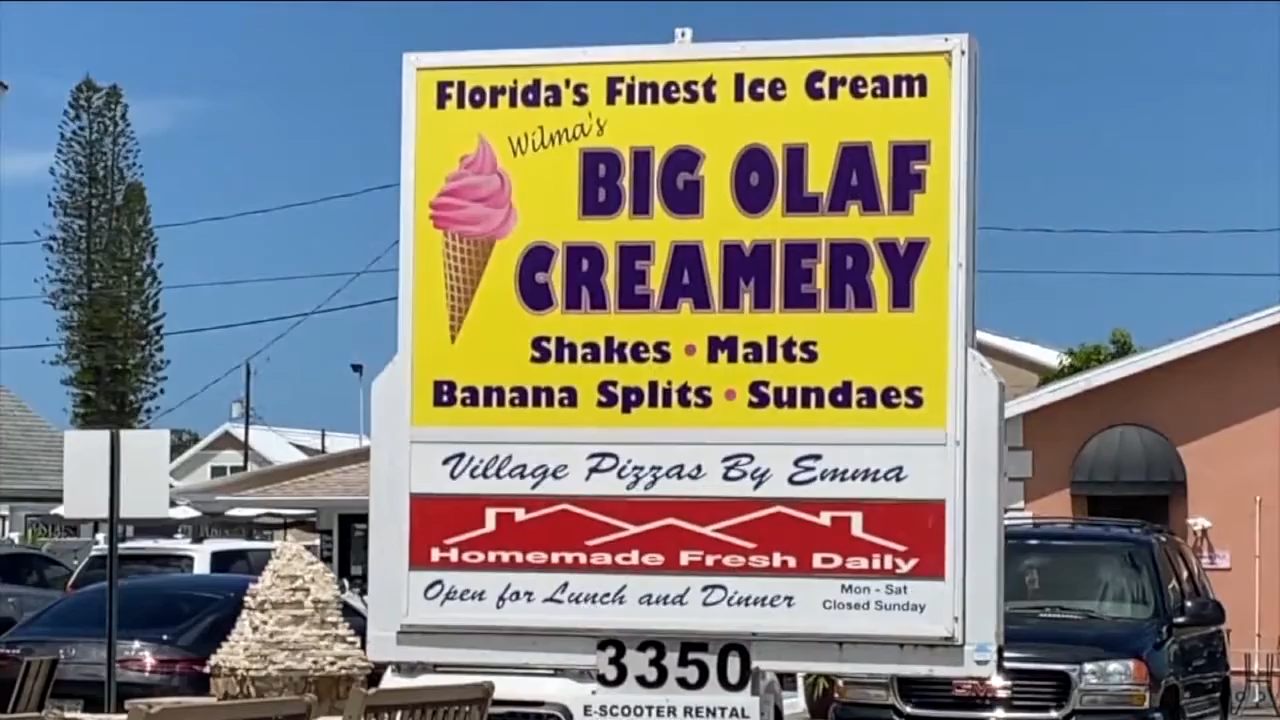 Florida's Finest Ice Cream
Wilma's
BIG OLAF
CREAMERY
Shakes • Malts
Banana Splits • Sundaes
Village Pizzas By Emma
Homemade Fresh Daily
Open for Lunch and Dinner
Mon - Sat
Closed Sunday
3350
E-SCOOTER RENTAL
GMC